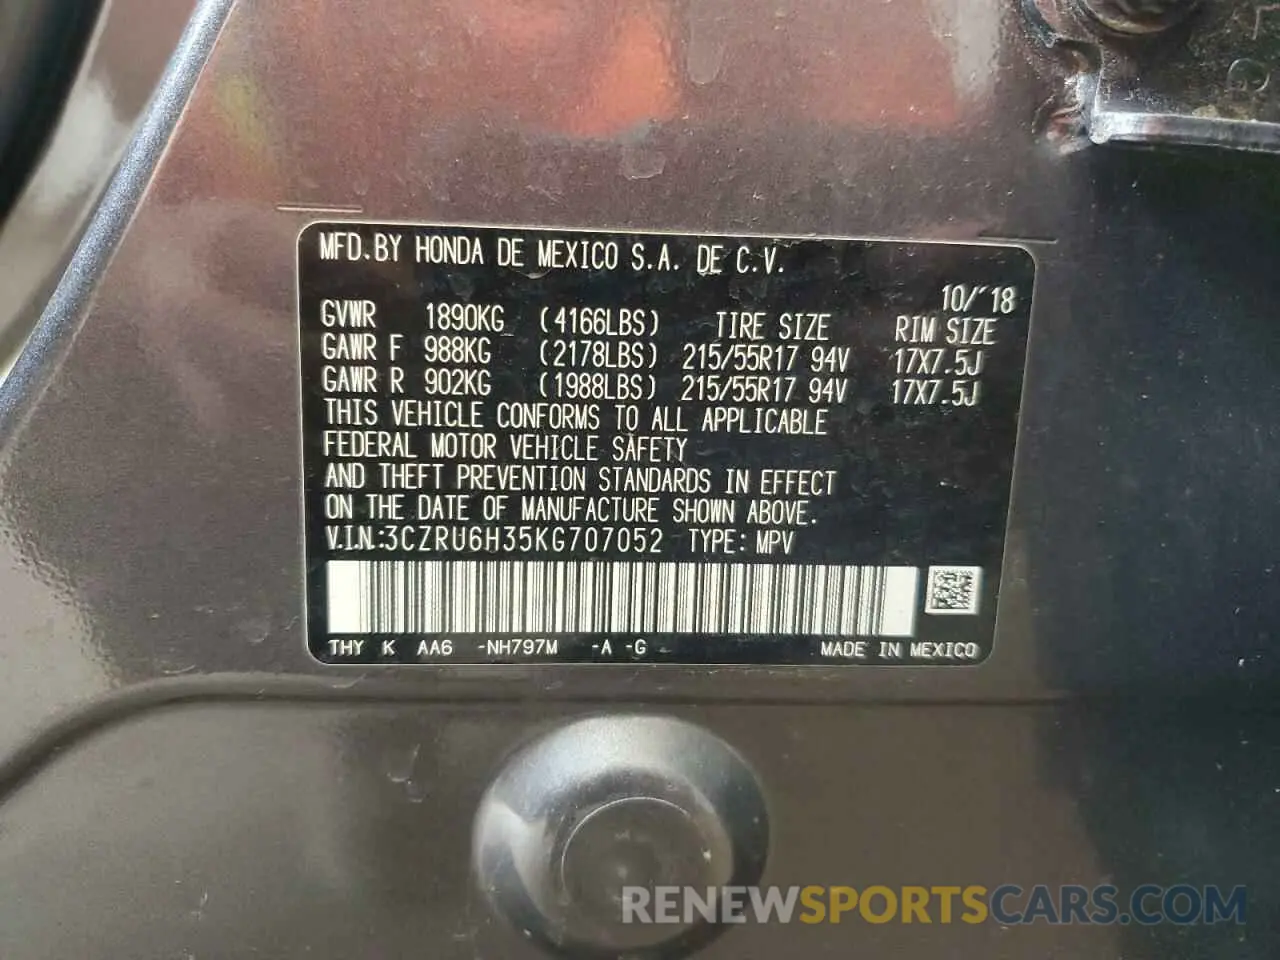 MFD.BY HONDA DE MEXICO S.A. DE C.V.
10/´18
GVWR 1890KG (4166LBS) TIRE SIZE RIM SIZE
GAWR F 988KG (2178LBS) 215/55R17 94V 17X7.5J
GAWR R 902KG (1988LBS) 215/55R17 94V 17X7.5J
THIS VEHICLE CONFORMS TO ALL APPLICABLE
FEDERAL MOTOR VEHICLE SAFETY
AND THEFT PREVENTION STANDARDS IN EFFECT
ON THE DATE OF MANUFACTURE SHOWN ABOVE.
V.I.N.:3CZRU6H35KG707052 TYPE: MPV
THY K AA6 -NH797M -A -G MADE IN MEXICO
RENEWSPORTSCARS.COM